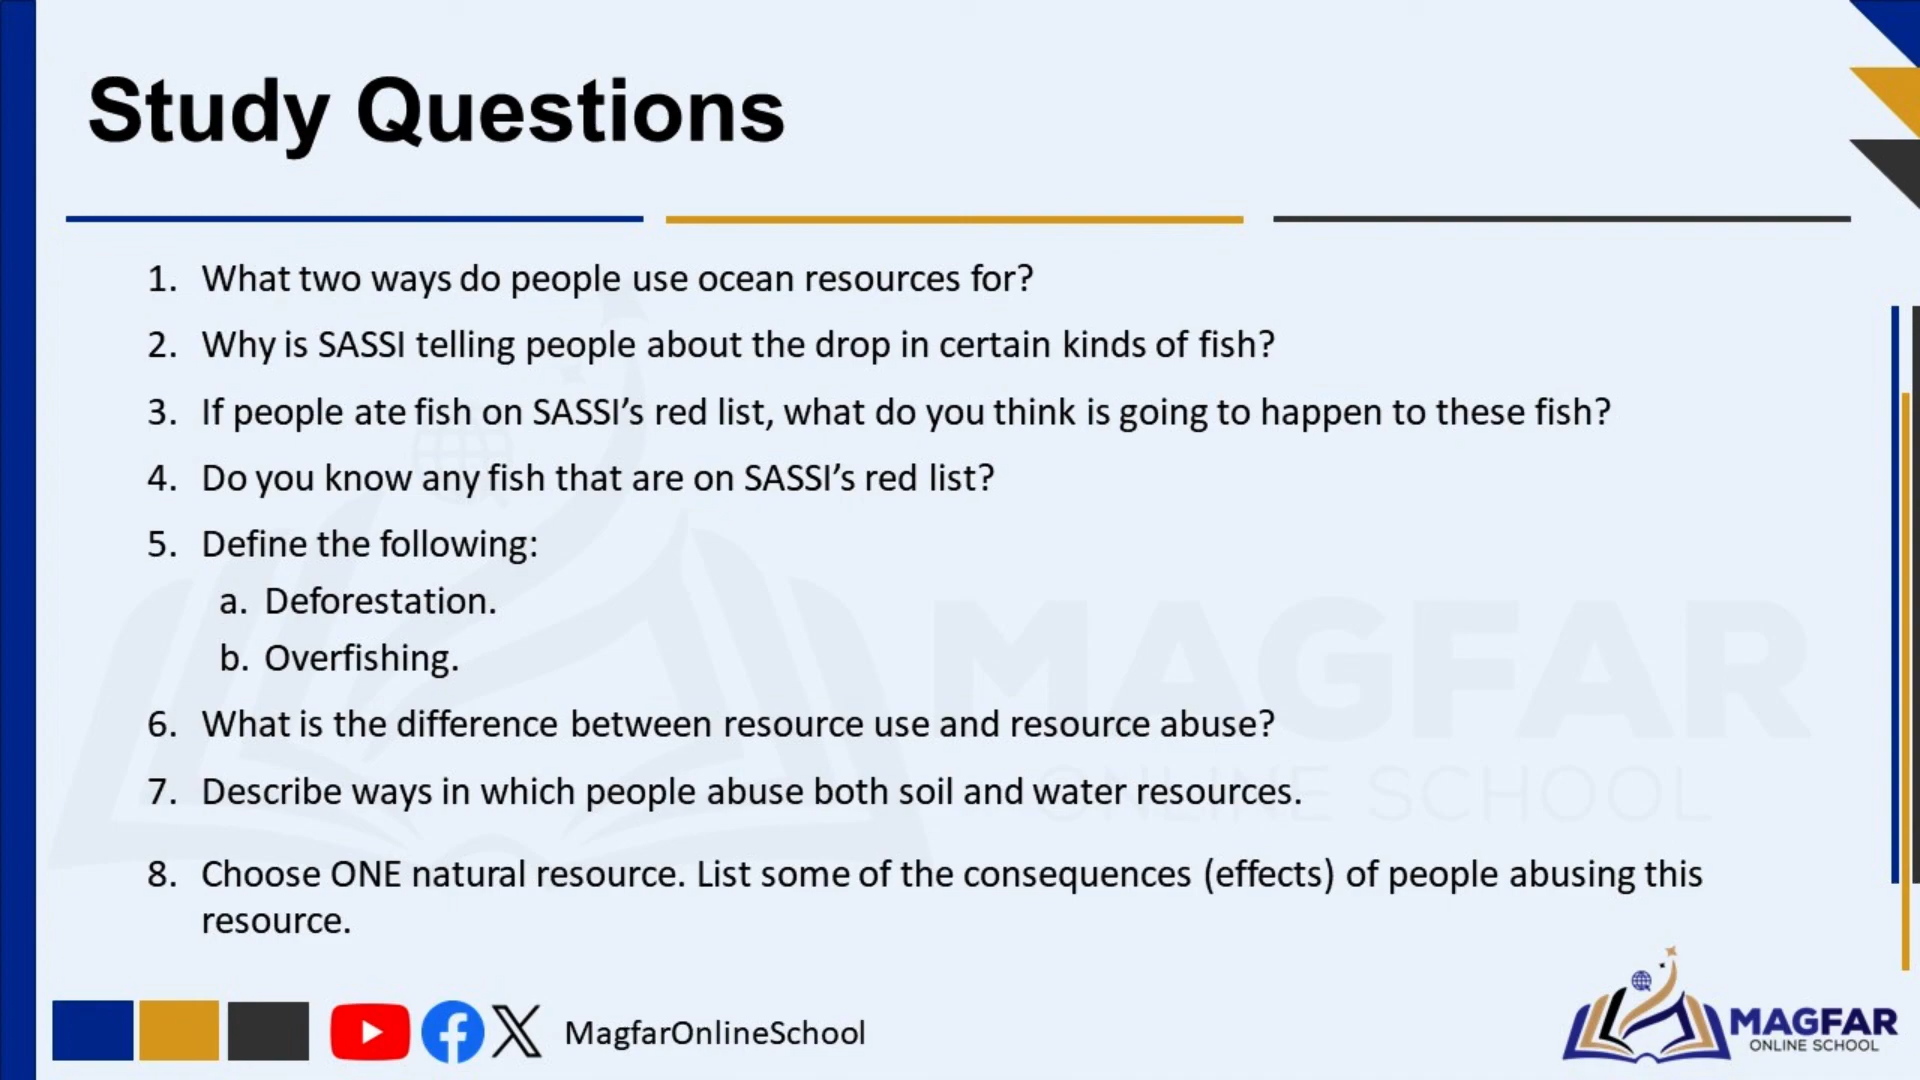 Study Questions
1. What two ways do people use ocean resources for?
2. Why is SASSI telling people about the drop in certain kinds of fish?
3. If people ate fish on SASSI’s red list, what do you think is going to happen to these fish?
4. Do you know any fish that are on SASSI’s red list?
5. Define the following:
a. Deforestation.
b. Overfishing.
6. What is the difference between resource use and resource abuse?
7. Describe ways in which people abuse both soil and water resources.
8. Choose ONE natural resource. List some of the consequences (effects) of people abusing this
resource.
MAGFAR
ONLINE SCHOOL
MagfarOnlineSchool
MAGFAR
ONLINE SCHOOL